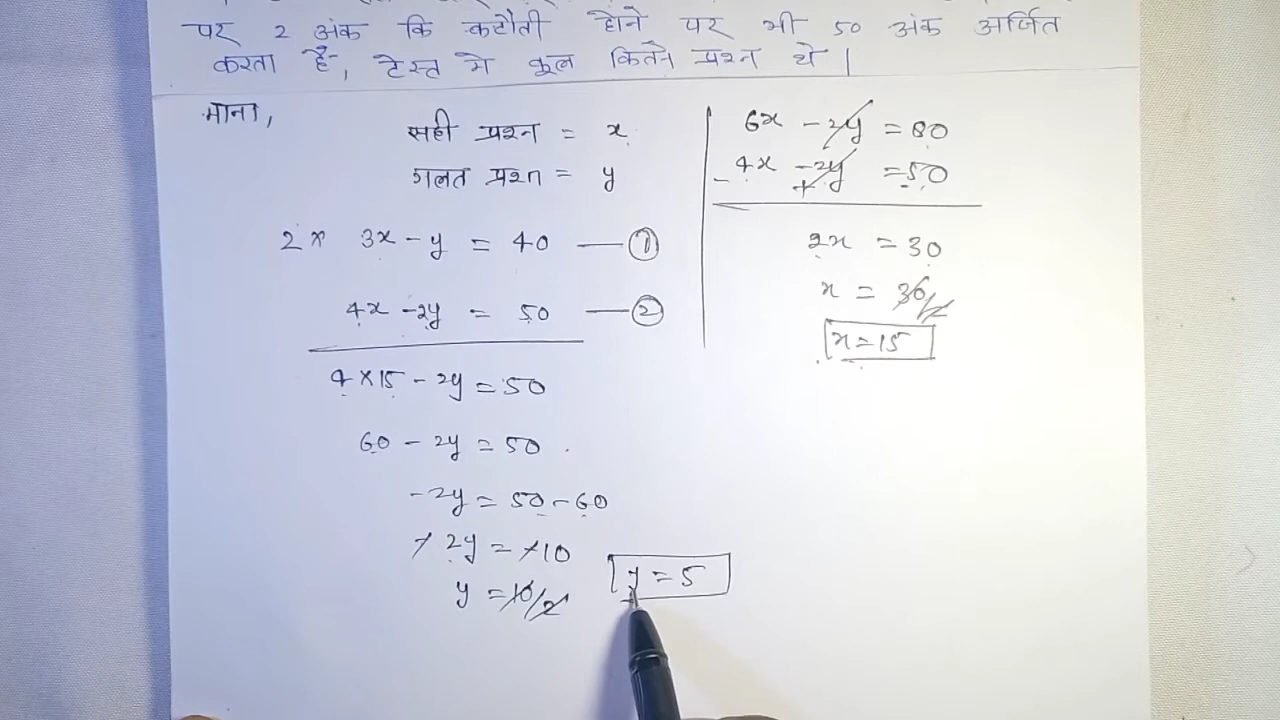 पर 2 अंक कि कटौती होने पर भी 50 अंक अर्जित
करता हैं, टेस्ट मे कूल कितने प्रश्न थे |
माना,
सही प्रश्न = x
गलत प्रश्न = y
2 × 3x - y = 40 — ①
4x - 2y = 50 — ②
4 × 15 - 2y = 50
60 - 2y = 50
-2y = 50 - 60
- 2y = -10
y = 10/2
y = 5
6x - 2y = 80
- 4x - 2y = 50
+
2x = 30
x = 30/2
x = 15